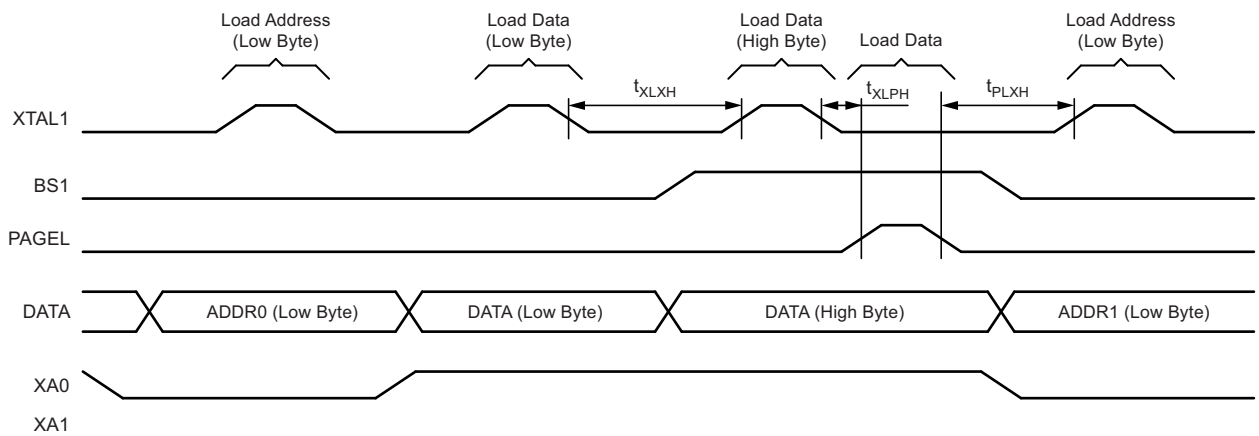 Load Address
(Low Byte)
Load Data
(Low Byte)
Load Data
(High Byte)
Load Data
Load Address
(Low Byte)
tXLXH
tXLPH
tPLXH
XTAL1
BS1
PAGEL
DATA
ADDR0 (Low Byte)
DATA (Low Byte)
DATA (High Byte)
ADDR1 (Low Byte)
XA0
XA1